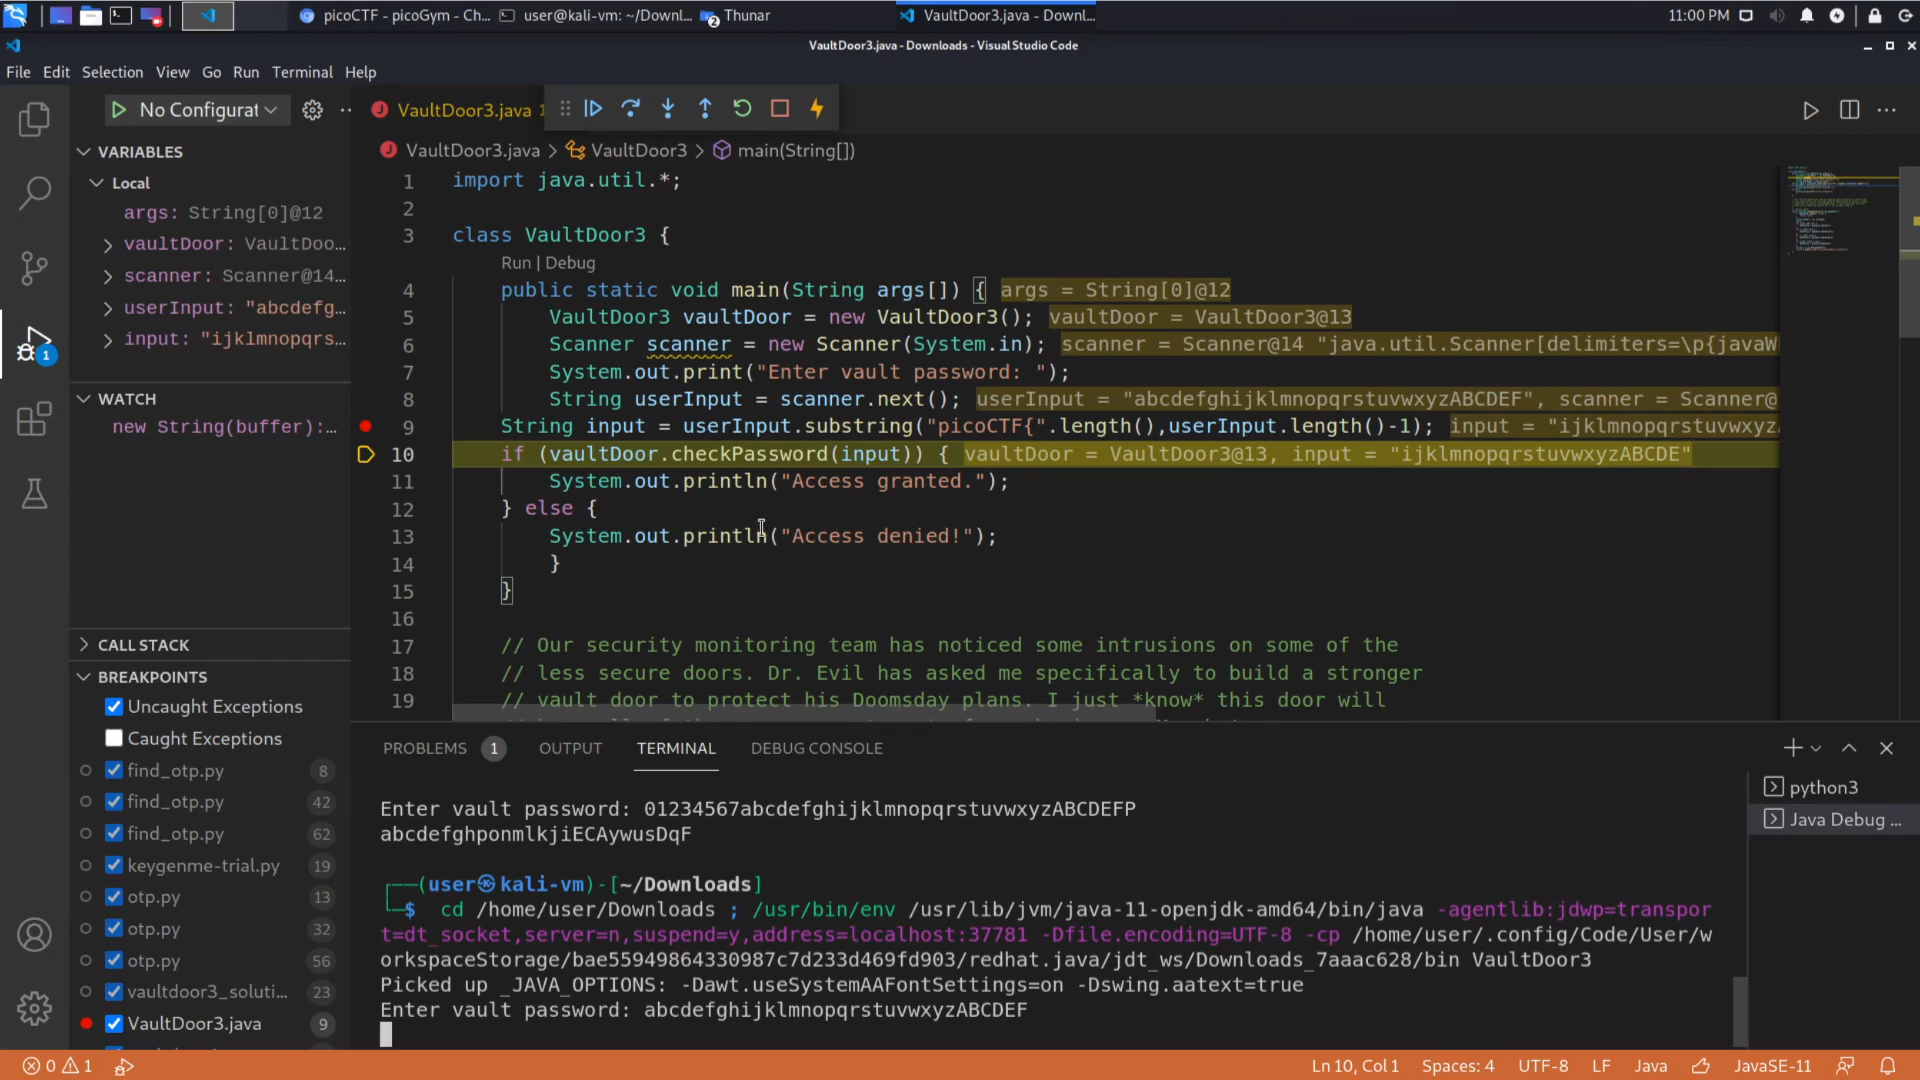 picoCTF - picoGym - Ch...
user@kali-vm: ~/Downl...
2
Thunar
VaultDoor3.java - Downl...
11:00 PM
VaultDoor3.java - Downloads - Visual Studio Code
File Edit Selection View Go Run Terminal Help
No Configurat
VaultDoor3.java 1
VaultDoor3.java > VaultDoor3 > main(String[])
VARIABLES
Local
args: String[0]@12
vaultDoor: VaultDoo...
scanner: Scanner@14...
userInput: "abcdefg...
input: "ijklmnopqrs...
1
WATCH
new String(buffer):...
CALL STACK
BREAKPOINTS
Uncaught Exceptions
Caught Exceptions
find_otp.py 8
find_otp.py 42
find_otp.py 62
keygenme-trial.py 19
otp.py 13
otp.py 32
otp.py 56
vaultdoor3_soluti... 23
VaultDoor3.java 9
1 import java.util.*;
2
3 class VaultDoor3 {
Run | Debug
4 public static void main(String args[]) { args = String[0]@12
5 VaultDoor3 vaultDoor = new VaultDoor3(); vaultDoor = VaultDoor3@13
6 Scanner scanner = new Scanner(System.in); scanner = Scanner@14 "java.util.Scanner[delimiters=\p{javaW
7 System.out.print("Enter vault password: ");
8 String userInput = scanner.next(); userInput = "abcdefghijklmnopqrstuvwxyzABCDEF", scanner = Scanner@
9 String input = userInput.substring("picoCTF{".length(),userInput.length()-1); input = "ijklmnopqrstuvwxyz
10 if (vaultDoor.checkPassword(input)) { vaultDoor = VaultDoor3@13, input = "ijklmnopqrstuvwxyzABCDE"
11 System.out.println("Access granted.");
12 } else {
13 System.out.println("Access denied!");
14 }
15 }
16
17 // Our security monitoring team has noticed some intrusions on some of the
18 // less secure doors. Dr. Evil has asked me specifically to build a stronger
19 // vault door to protect his Doomsday plans. I just *know* this door will
PROBLEMS 1 OUTPUT TERMINAL DEBUG CONSOLE
python3
Java Debug ...
Enter vault password: 01234567abcdefghijklmnopqrstuvwxyzABCDEFP
abcdefghponmlkjiECAywusDqF
(user㉿kali-vm)-[~/Downloads]
$ cd /home/user/Downloads ; /usr/bin/env /usr/lib/jvm/java-11-openjdk-amd64/bin/java -agentlib:jdwp=transpor
t=dt_socket,server=n,suspend=y,address=localhost:37781 -Dfile.encoding=UTF-8 -cp /home/user/.config/Code/User/w
orkspaceStorage/bae55949864330987c7d233d469fd903/redhat.java/jdt_ws/Downloads_7aaac628/bin VaultDoor3
Picked up _JAVA_OPTIONS: -Dawt.useSystemAAFontSettings=on -Dswing.aatext=true
Enter vault password: abcdefghijklmnopqrstuvwxyzABCDEF
0 1
Ln 10, Col 1 Spaces: 4 UTF-8 LF Java JavaSE-11